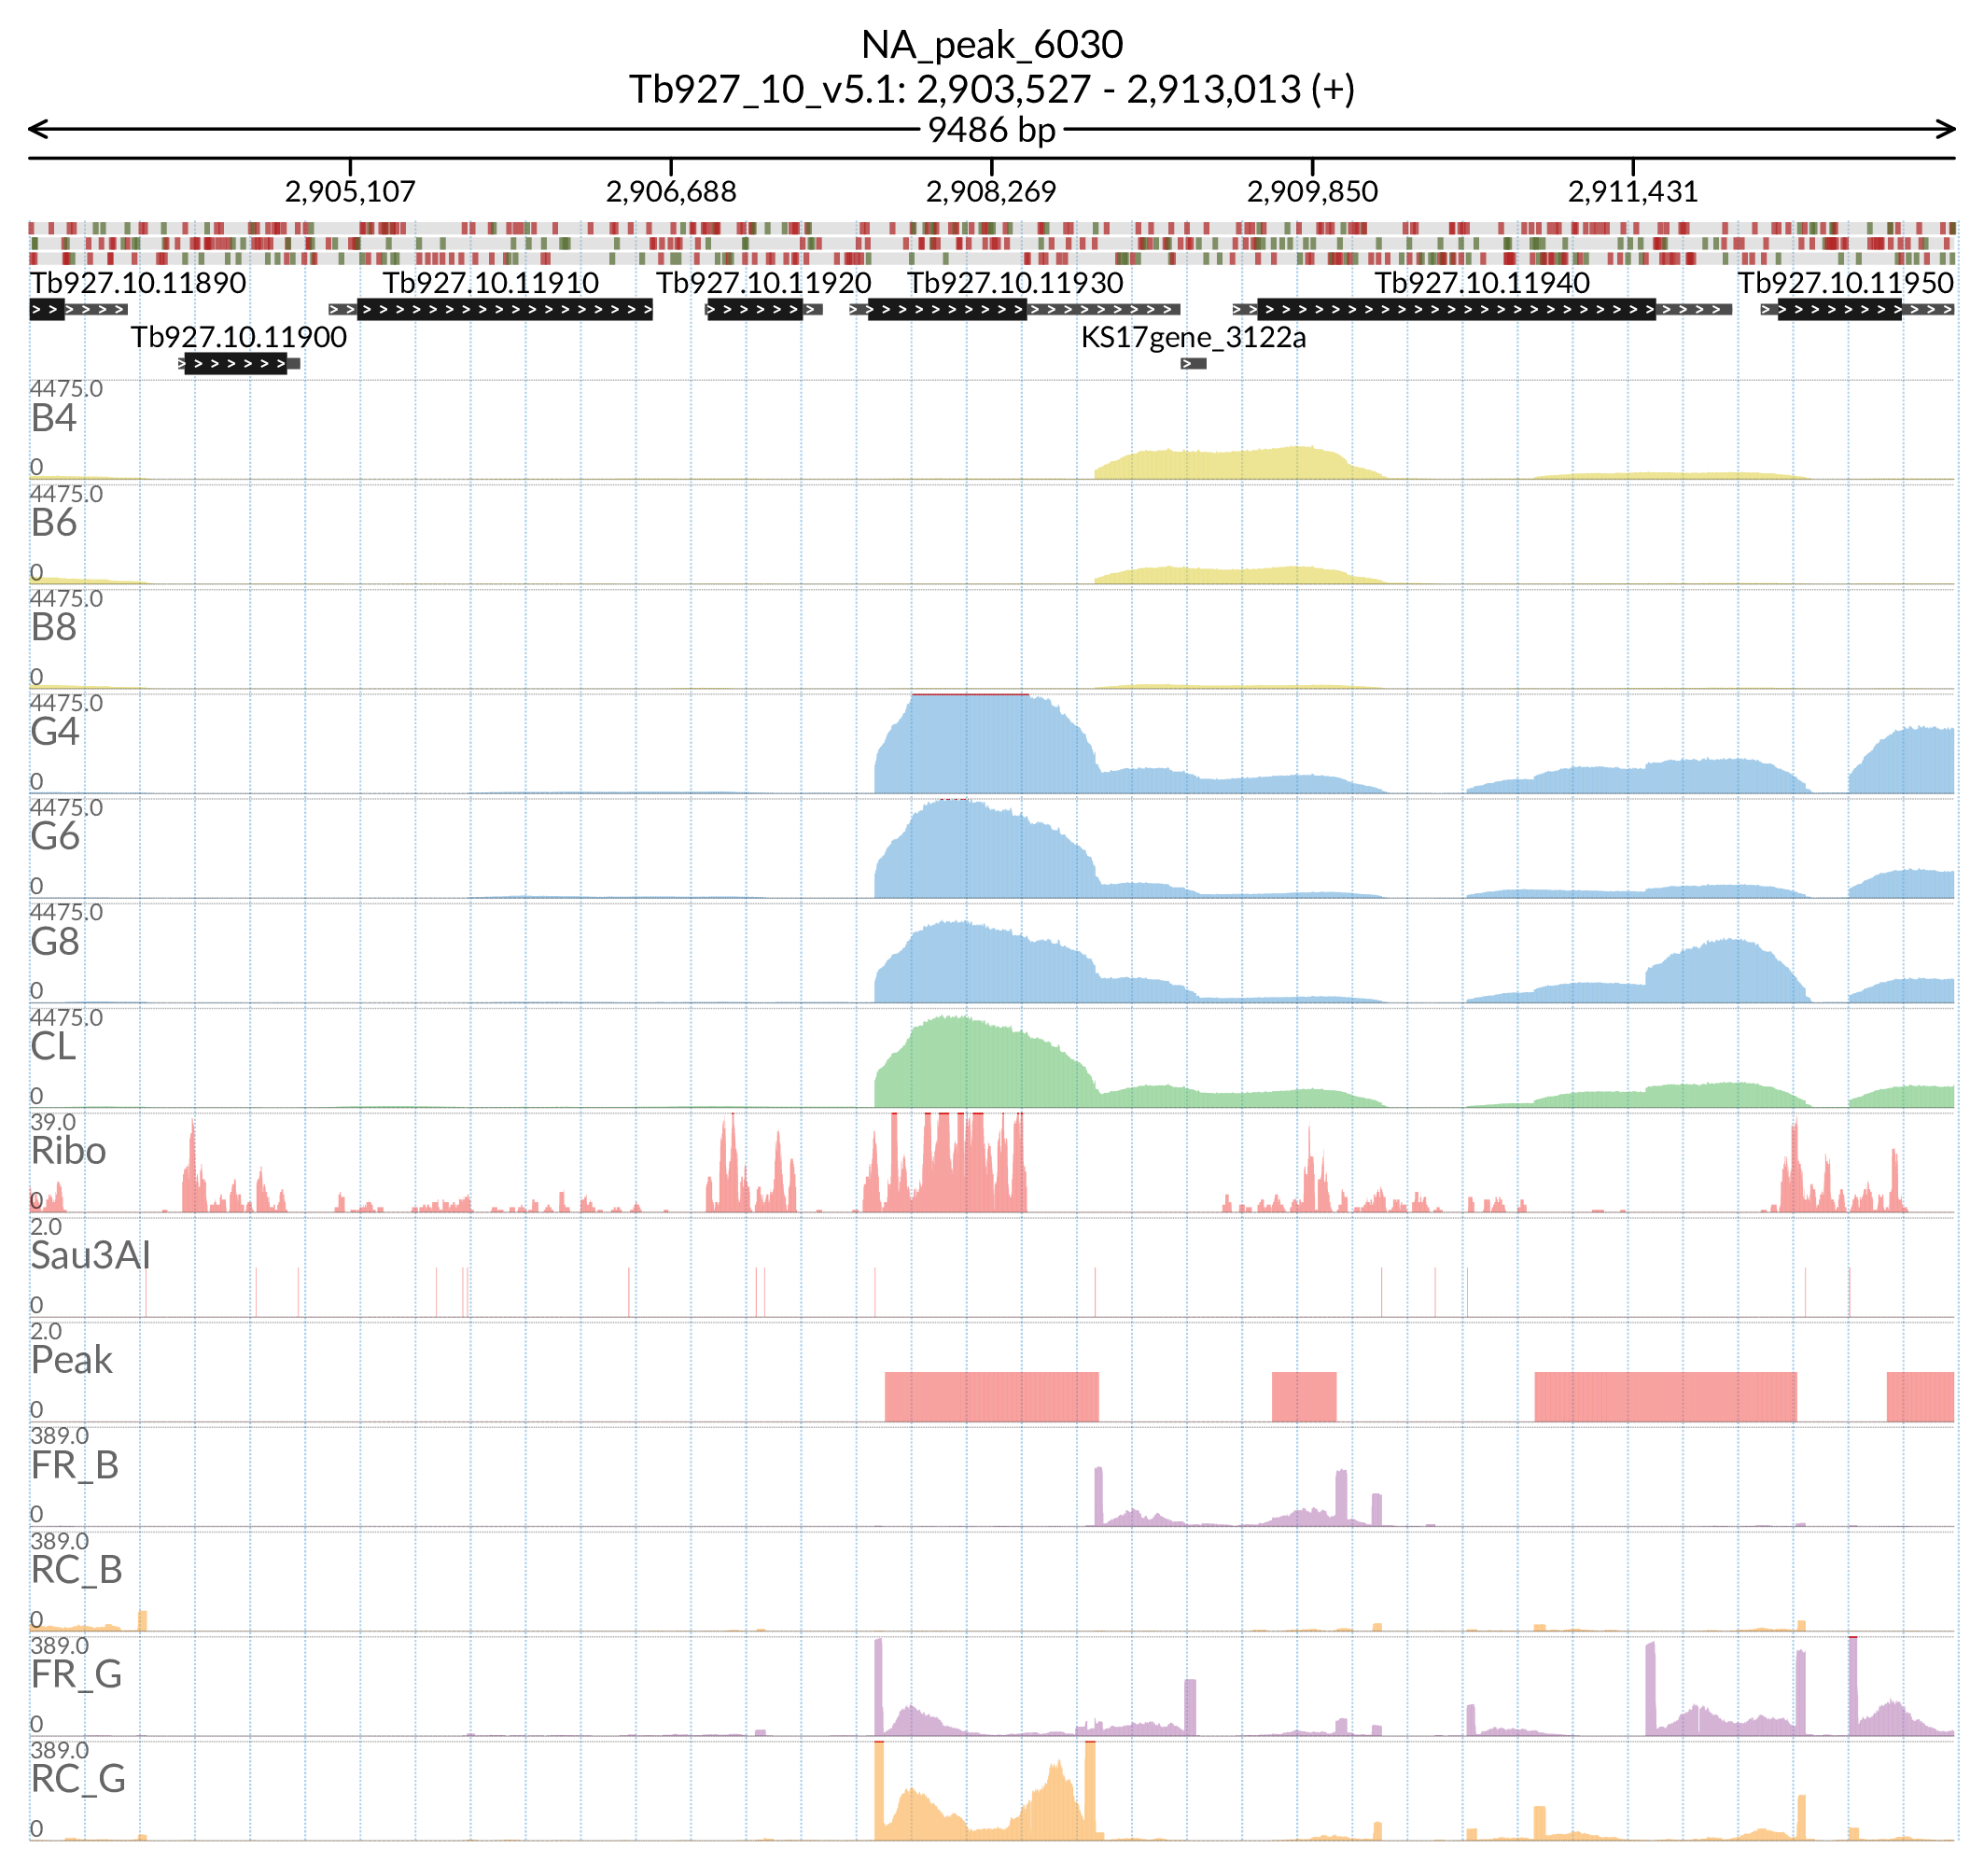 NA_peak_6030
Tb927_10_v5.1: 2,903,527 - 2,913,013 (+)
9486 bp
2,905,107 2,906,688 2,908,269 2,909,850 2,911,431
Tb927.10.11890 Tb927.10.11910 Tb927.10.11920 Tb927.10.11930 Tb927.10.11940 Tb927.10.11950
Tb927.10.11900 KS17gene_3122a
4475.0
B4
0
4475.0
B6
0
4475.0
B8
0
4475.0
G4
0
4475.0
G6
0
4475.0
G8
0
4475.0
CL
0
39.0
Ribo
0
2.0
Sau3AI
0
2.0
Peak
0
389.0
FR_B
0
389.0
RC_B
0
389.0
FR_G
0
389.0
RC_G
0